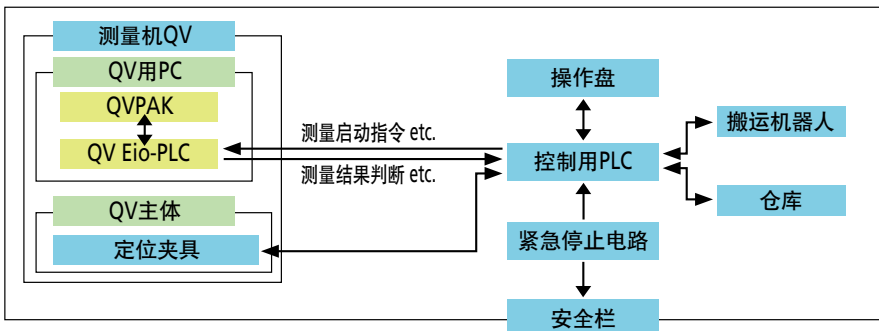 测量机QV
QV用PC
QVPAK
QV Eio-PLC
QV主体
定位夹具
测量启动指令 etc.
测量结果判断 etc.
操作盘
控制用PLC
紧急停止电路
安全栏
搬运机器人
仓库